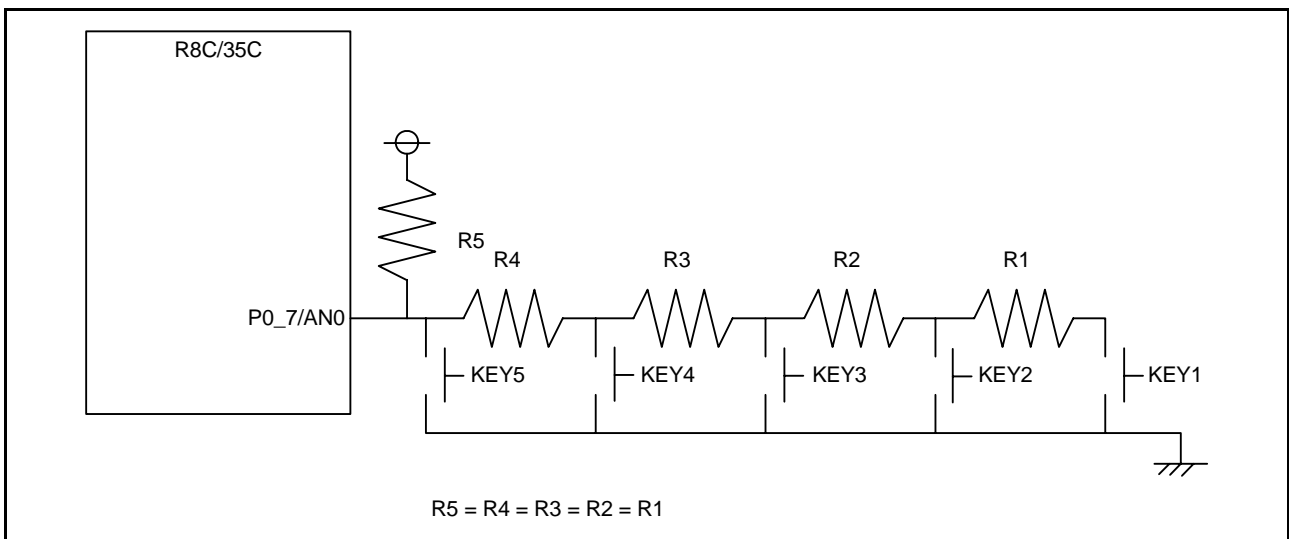 R8C/35C
R5
R4
R3
R2
R1
P0_7/AN0
KEY5
KEY4
KEY3
KEY2
KEY1
R5 = R4 = R3 = R2 = R1